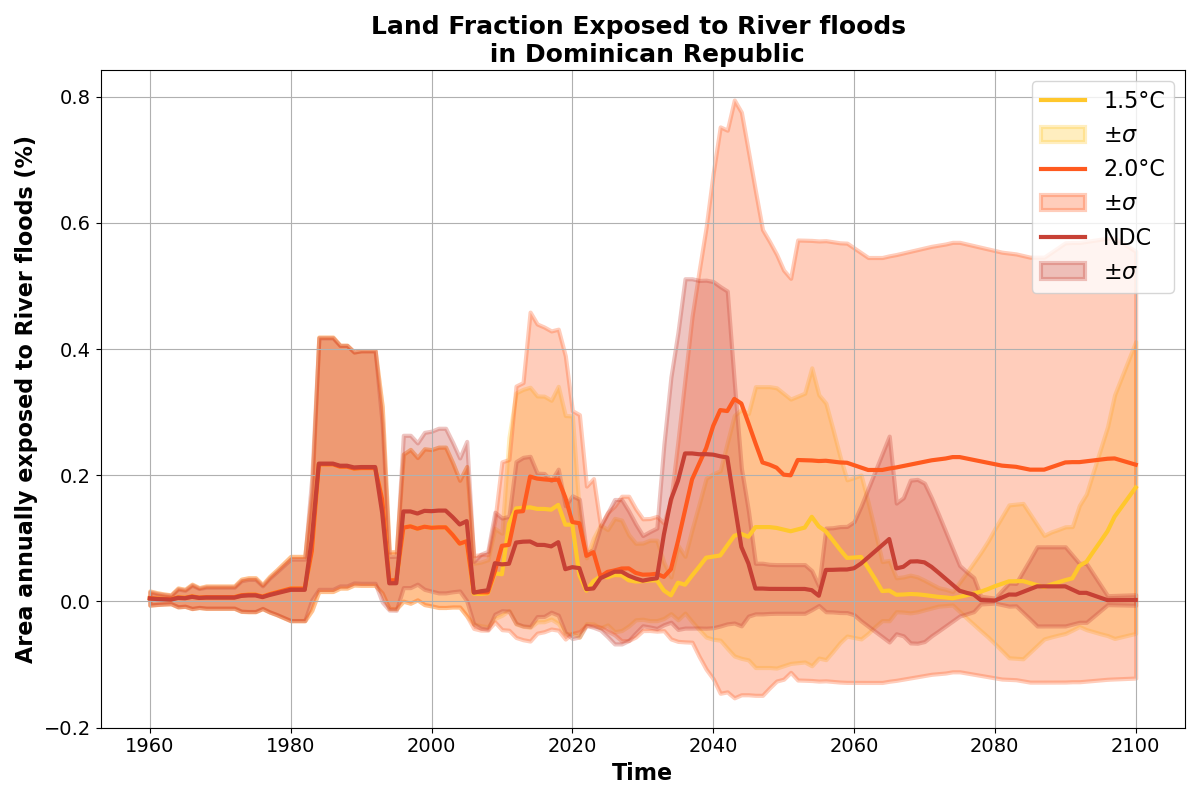 Land Fraction Exposed to River floods
in Dominican Republic
Area annually exposed to River floods (%)
0.8
0.6
0.4
0.2
0.0
−0.2
1960
1980
2000
2020
2040
2060
2080
2100
Time
1.5°C
±σ
2.0°C
±σ
NDC
±σ